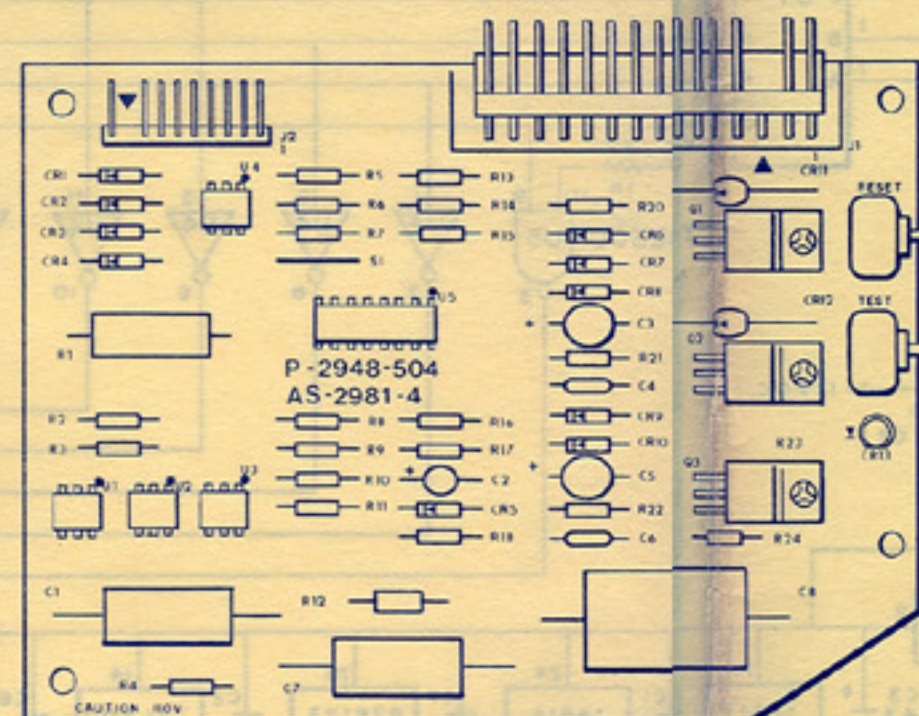 J2
1
J1
1
CR11
CR1
U4
R5
R13
RESET
CR2
R6
R14
R20
Q1
CR3
R7
R15
CR6
CR4
S1
CR7
CR8
CR12
TEST
U5
+
C3
Q2
R1
R21
P-2948-504
C4
AS-2981-4
R2
R8
R16
CR9
R3
R9
R17
CR10
R23
CR13
U1
U2
U3
R10
+
C2
+
C5
Q3
R11
CR5
R22
R18
C6
R24
C1
R12
C8
R4
C7
CAUTION 110V